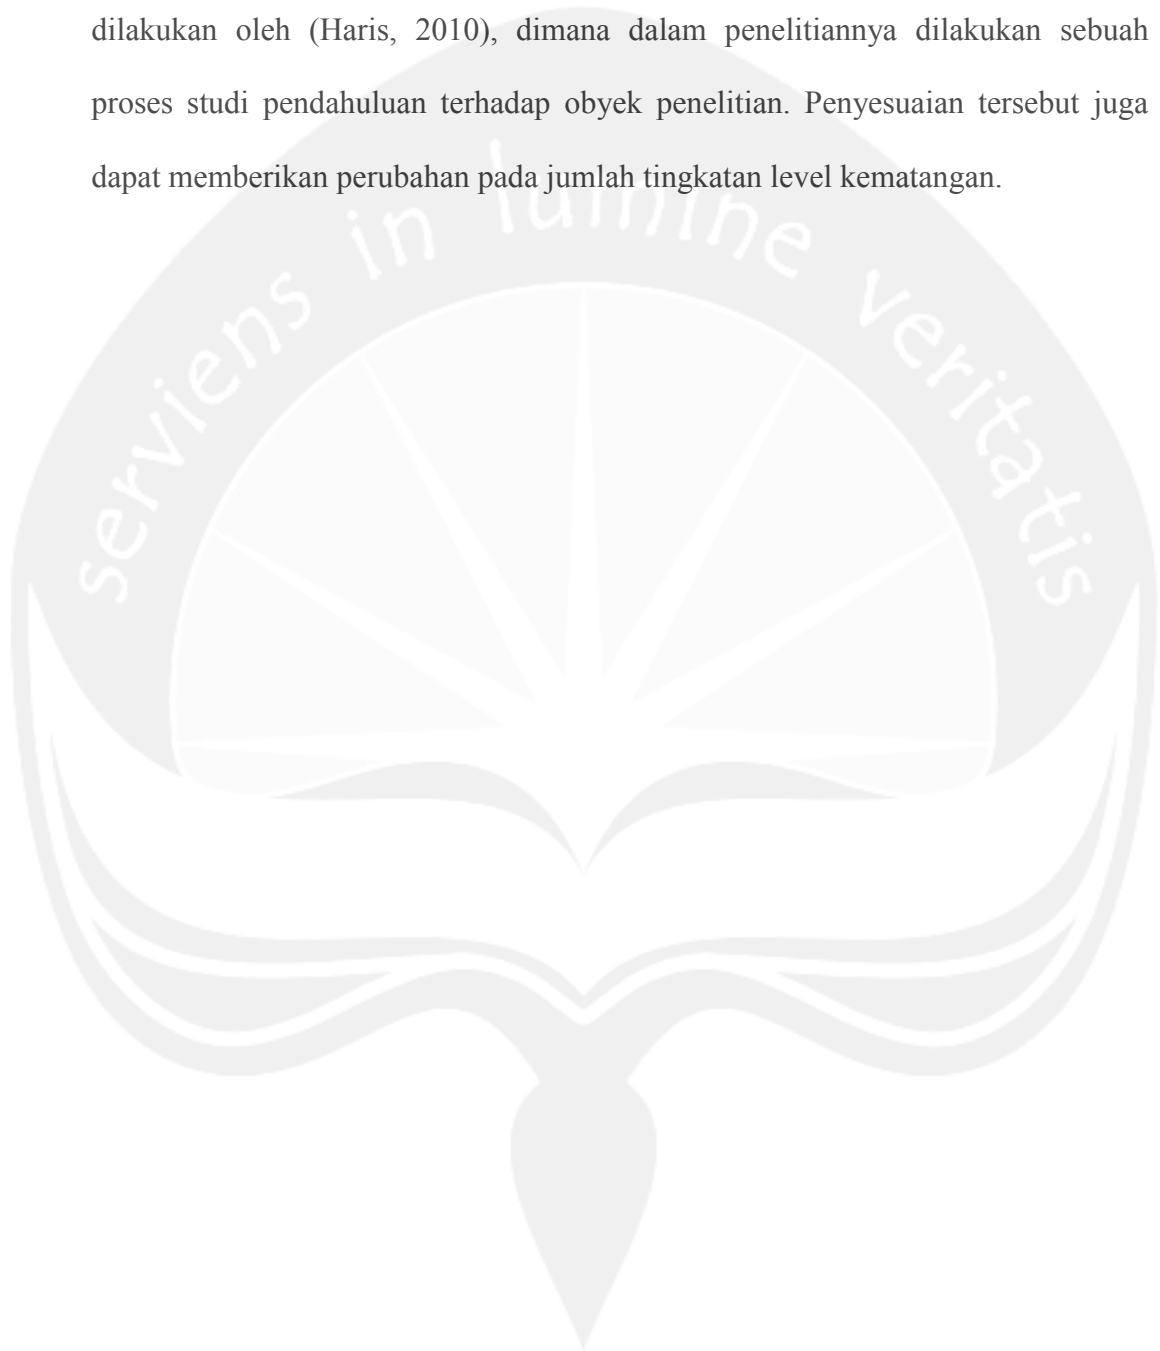 dilakukan oleh (Haris, 2010), dimana dalam penelitiannya dilakukan sebuah
proses studi pendahuluan terhadap obyek penelitian. Penyesuaian tersebut juga
dapat memberikan perubahan pada jumlah tingkatan level kematangan.
serviens in lumine veritatis